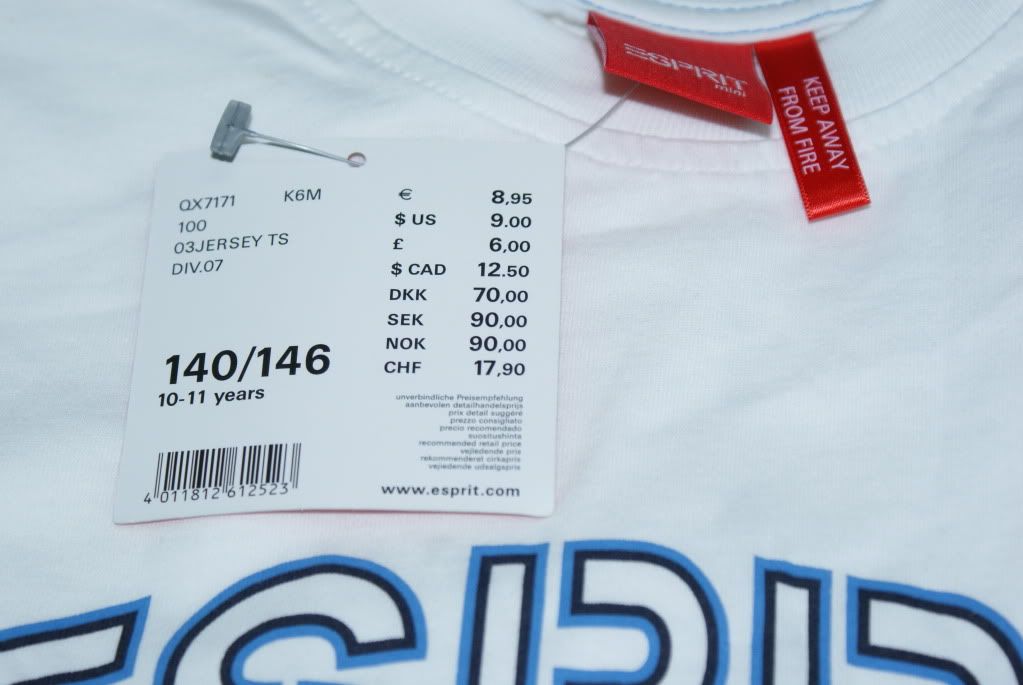 ESPRIT
mini
KEEP AWAY
FROM FIRE
QX7171 K6M
100
03JERSEY TS
DIV.07
€ 8,95
$ US 9.00
£ 6,00
$ CAD 12.50
DKK 70,00
SEK 90,00
NOK 90,00
CHF 17,90
140/146
10-11 years
unverbindliche Preisempfehlung
aanbevolen detailhandelsprijs
prix detail suggéré
prezzo consigliato
precio recomendado
suositushinta
recommended retail price
vejledende pris
rekommenderat cirkapris
vejledende udsalgspris
4 011812 612523
www.esprit.com
ESPRI